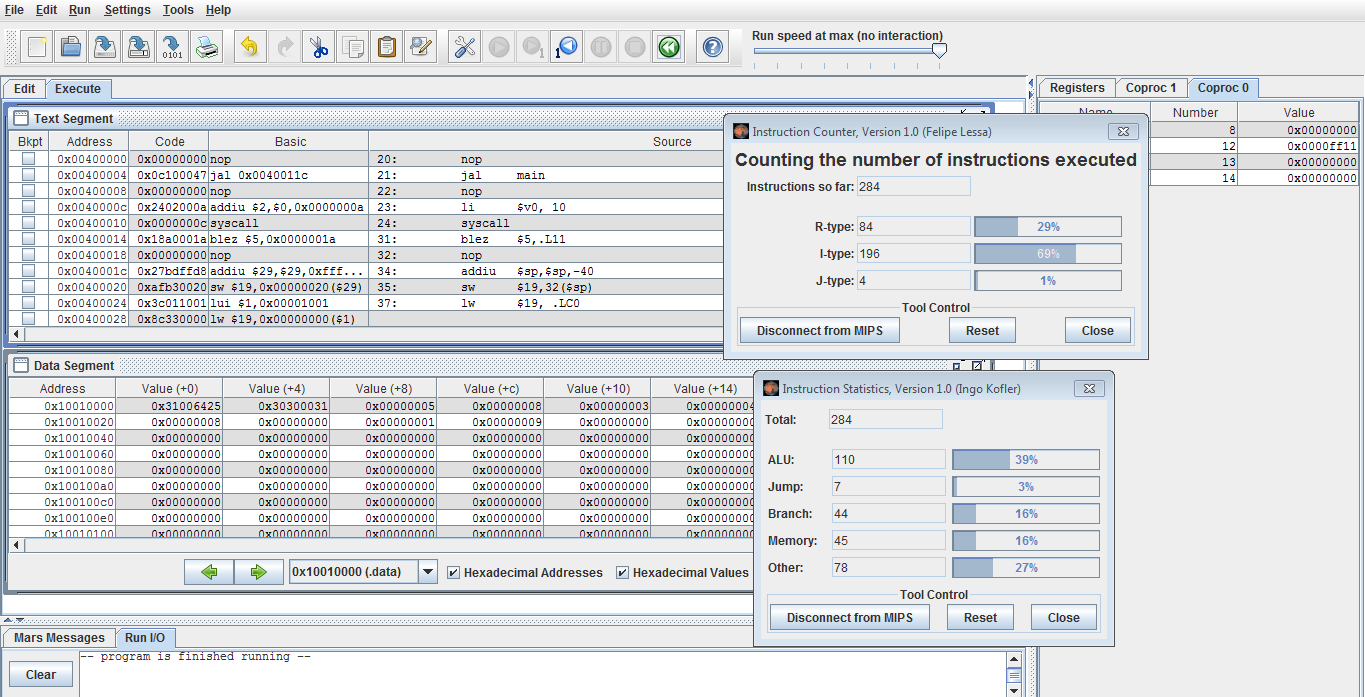 File Edit Run Settings Tools Help
Run speed at max (no interaction)
Edit Execute
Registers Coproc 1 Coproc 0
Text Segment
Bkpt Address Code Basic Source
0x00400000 0x00000000 nop 20: nop
0x00400004 0x0c100047 jal 0x0040011c 21: jal main
0x00400008 0x00000000 nop 22: nop
0x0040000c 0x2402000a addiu $2,$0,0x0000000a 23: li $v0, 10
0x00400010 0x0000000c syscall 24: syscall
0x00400014 0x18a0001a blez $5,0x0000001a 31: blez $5,.L11
0x00400018 0x00000000 nop 32: nop
0x0040001c 0x27bdffd8 addiu $29,$29,0xfff... 34: addiu $sp,$sp,-40
0x00400020 0xafb30020 sw $19,0x00000020($29) 35: sw $19,32($sp)
0x00400024 0x3c011001 lui $1,0x00001001 37: lw $19, .LC0
0x00400028 0x8c330000 lw $19,0x00000000($1)
Name Number Value
8 0x00000000
12 0x0000ff11
13 0x00000000
14 0x00000000
Instruction Counter, Version 1.0 (Felipe Lessa)
Counting the number of instructions executed
Instructions so far: 284
R-type: 84 29%
I-type: 196 69%
J-type: 4 1%
Tool Control
Disconnect from MIPS Reset Close
Data Segment
Address Value (+0) Value (+4) Value (+8) Value (+c) Value (+10) Value (+14)
0x10010000 0x31006425 0x30300031 0x00000005 0x00000008 0x00000003 0x00000004
0x10010020 0x00000008 0x00000000 0x00000001 0x00000009 0x00000000 0x00000000
0x10010040 0x00000000 0x00000000 0x00000000 0x00000000 0x00000000 0x00000000
0x10010060 0x00000000 0x00000000 0x00000000 0x00000000 0x00000000 0x00000000
0x10010080 0x00000000 0x00000000 0x00000000 0x00000000 0x00000000 0x00000000
0x100100a0 0x00000000 0x00000000 0x00000000 0x00000000 0x00000000 0x00000000
0x100100c0 0x00000000 0x00000000 0x00000000 0x00000000 0x00000000 0x00000000
0x100100e0 0x00000000 0x00000000 0x00000000 0x00000000 0x00000000 0x00000000
0x10010100 0x00000000 0x00000000 0x00000000 0x00000000 0x00000000 0x00000000
0x10010000 (.data) Hexadecimal Addresses Hexadecimal Values
Instruction Statistics, Version 1.0 (Ingo Kofler)
Total: 284
ALU: 110 39%
Jump: 7 3%
Branch: 44 16%
Memory: 45 16%
Other: 78 27%
Tool Control
Disconnect from MIPS Reset Close
Mars Messages Run I/O
Clear
-- program is finished running --